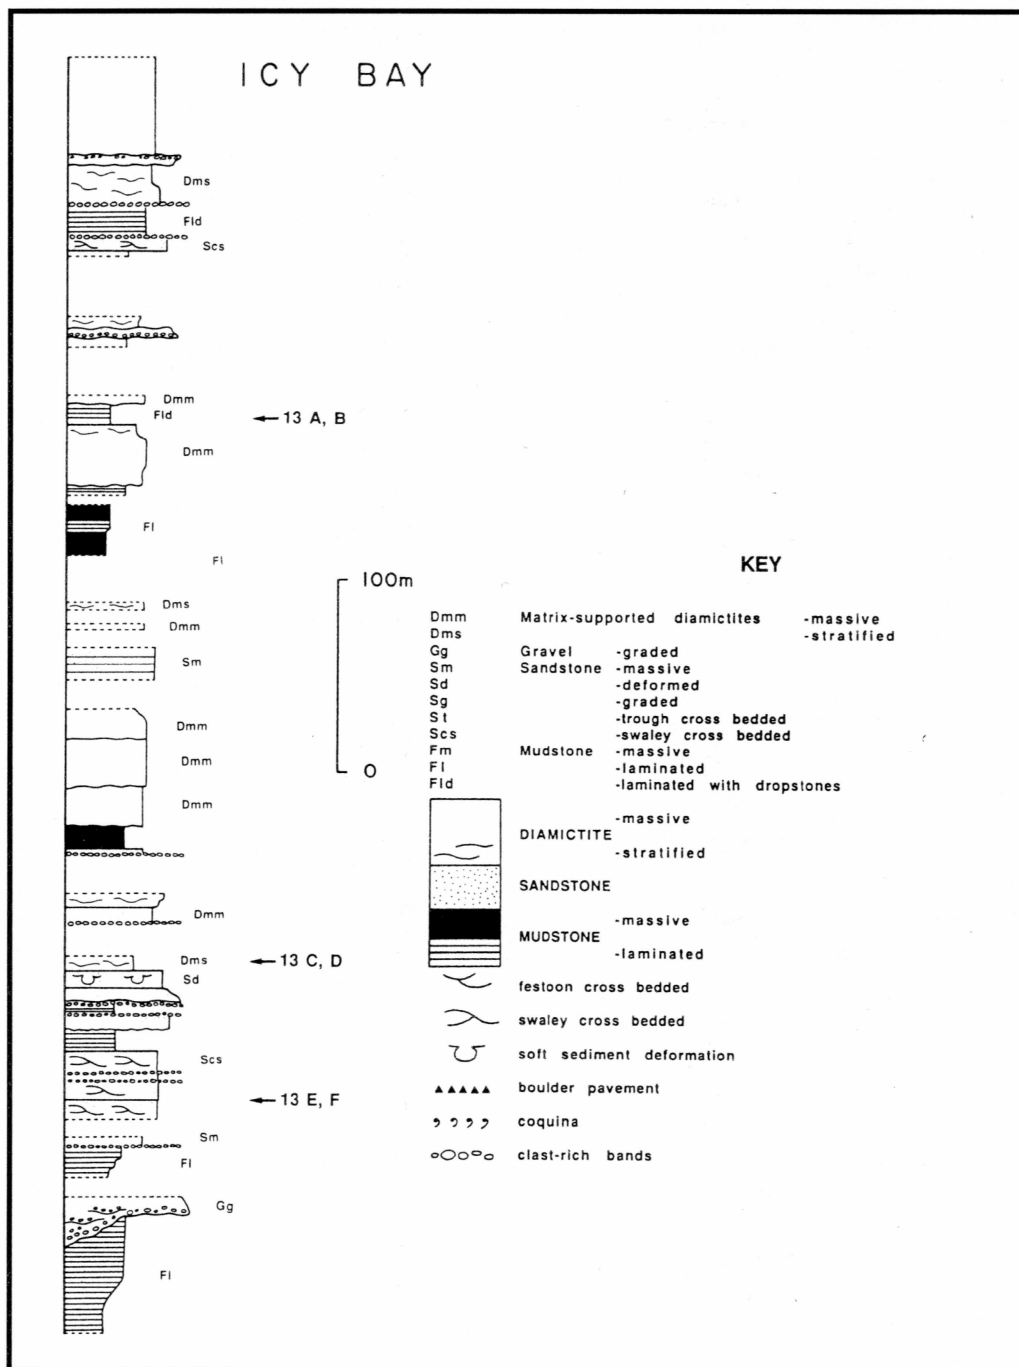 ICY BAY
Dms
Fld
Scs
Dmm
Fld
13 A, B
Dmm
Fl
Fl
Dms
Dmm
Sm
Dmm
Dmm
Dmm
Dmm
Dms
13 C, D
Sd
Scs
13 E, F
Sm
Fl
Gg
Fl
100m
0
KEY
Dmm Matrix-supported diamictites -massive
Dms -stratified
Gg Gravel -graded
Sm Sandstone -massive
Sd -deformed
Sg -graded
St -trough cross bedded
Scs -swaley cross bedded
Fm Mudstone -massive
Fl -laminated
Fld -laminated with dropstones
-massive
DIAMICTITE
-stratified
SANDSTONE
-massive
MUDSTONE
-laminated
festoon cross bedded
swaley cross bedded
soft sediment deformation
boulder pavement
coquina
clast-rich bands